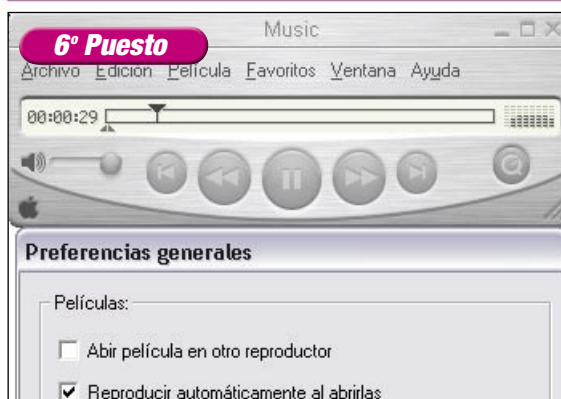 Music
6º Puesto
Archivo Edición Película Favoritos Ventana Ayuda
00:00:29
Preferencias generales
Películas:
Abir película en otro reproductor
Reproducir automáticamente al abrirlas